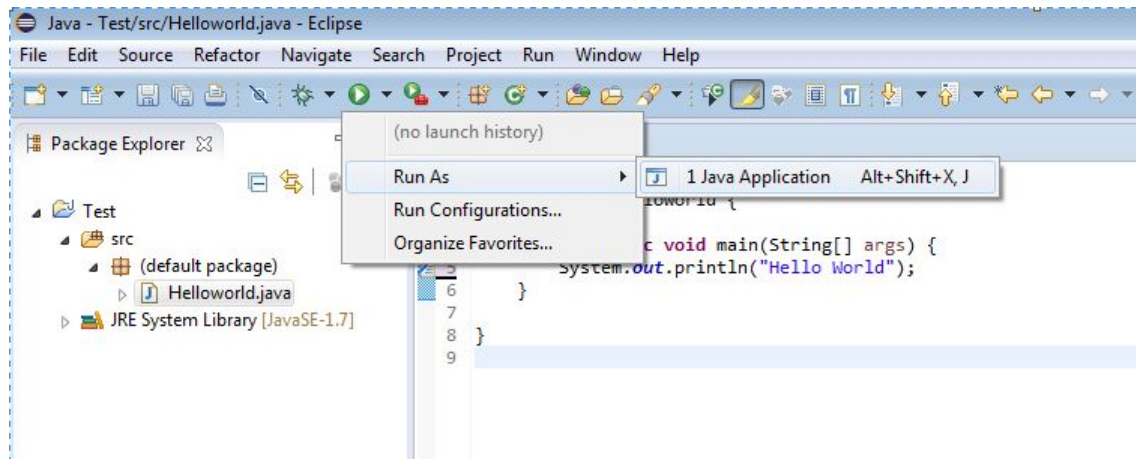 Java - Test/src/Helloworld.java - Eclipse
File Edit Source Refactor Navigate Search Project Run Window Help
Package Explorer
(no launch history)
Run As
1 Java Application Alt+Shift+X, J
Run Configurations...
Organize Favorites...
Test
src
(default package)
Helloworld.java
JRE System Library [JavaSE-1.7]
{
void main(String[] args) {
5 System.out.println("Hello World");
6 }
7
8 }
9